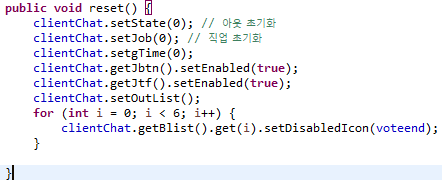 public void reset() {
clientChat.setState(0); // 아웃 초기화
clientChat.setJob(0); // 직업 초기화
clientChat.setgTime(0);
clientChat.getJbtn().setEnabled(true);
clientChat.getJtf().setEnabled(true);
clientChat.setOutList();
for (int i = 0; i < 6; i++) {
clientChat.getBlist().get(i).setDisabledIcon(voteend);
}
}